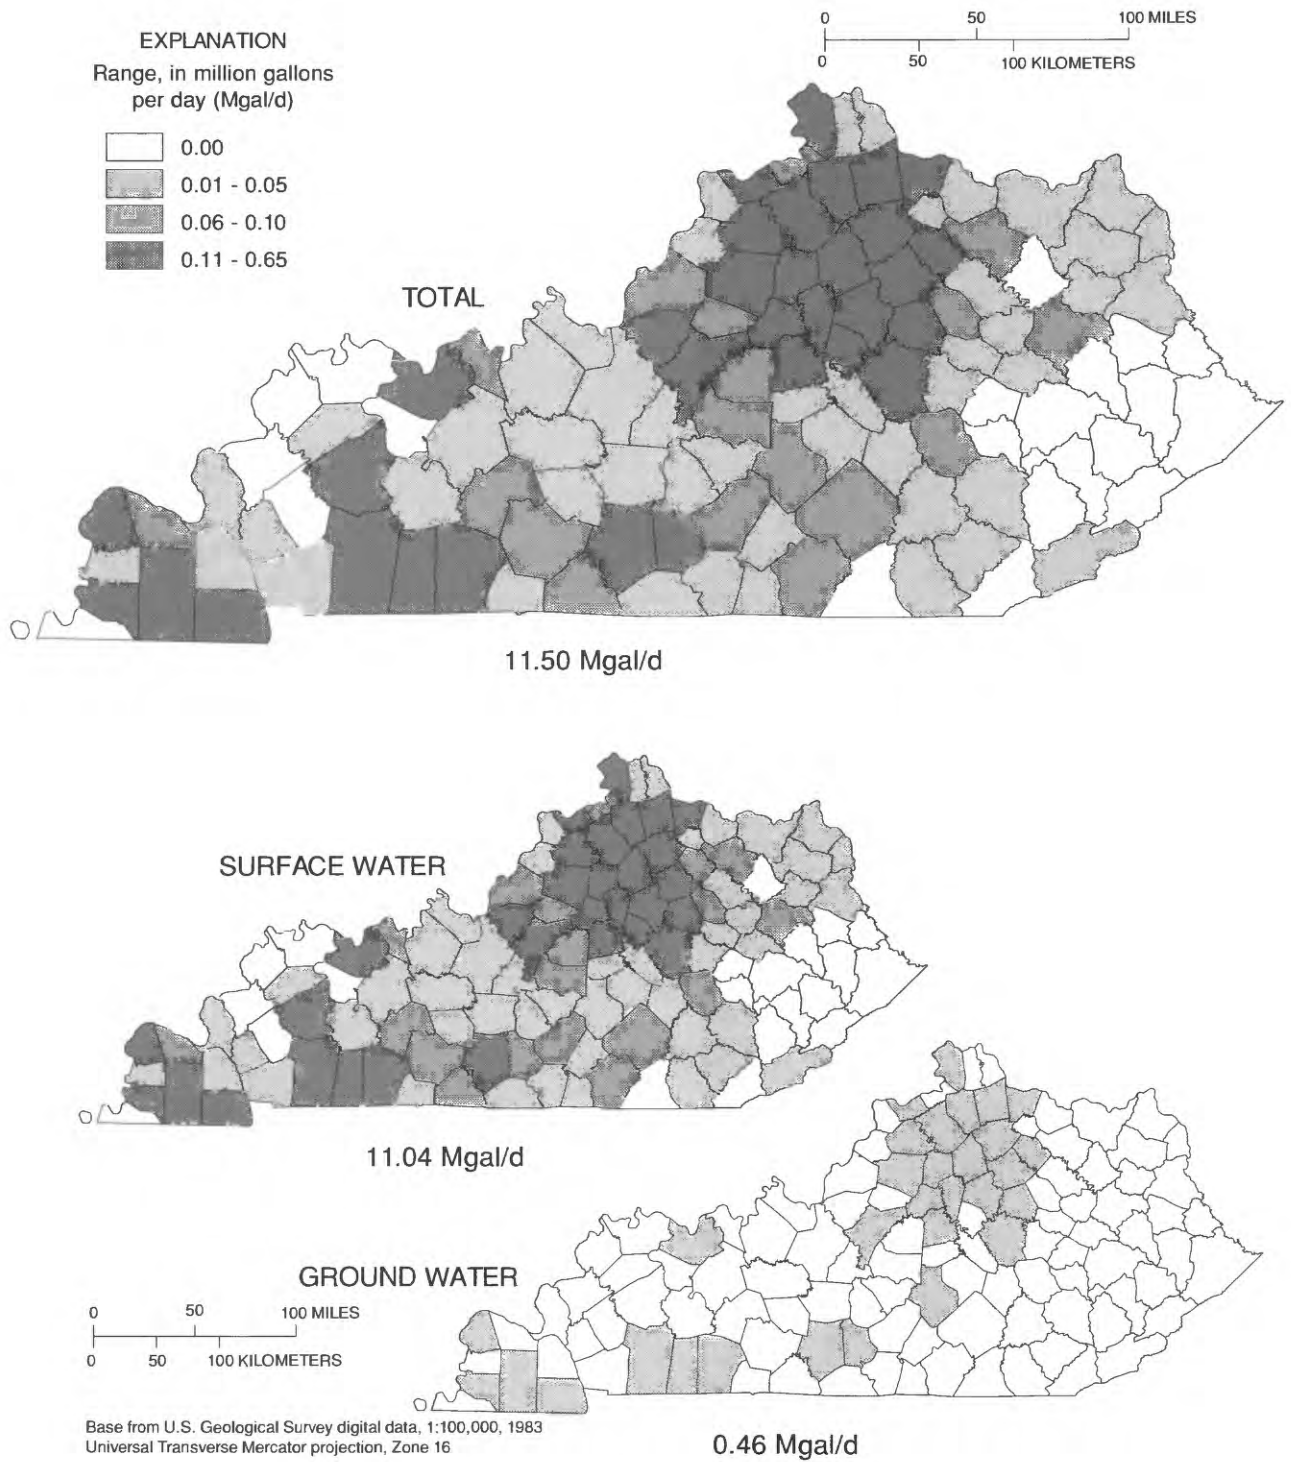 EXPLANATION
Range, in million gallons
per day (Mgal/d)
0.00
0.01 - 0.05
0.06 - 0.10
0.11 - 0.65
0 50 100 MILES
0 50 100 KILOMETERS
TOTAL
11.50 Mgal/d
SURFACE WATER
11.04 Mgal/d
GROUND WATER
0 50 100 MILES
0 50 100 KILOMETERS
Base from U.S. Geological Survey digital data, 1:100,000, 1983
Universal Transverse Mercator projection, Zone 16
0.46 Mgal/d